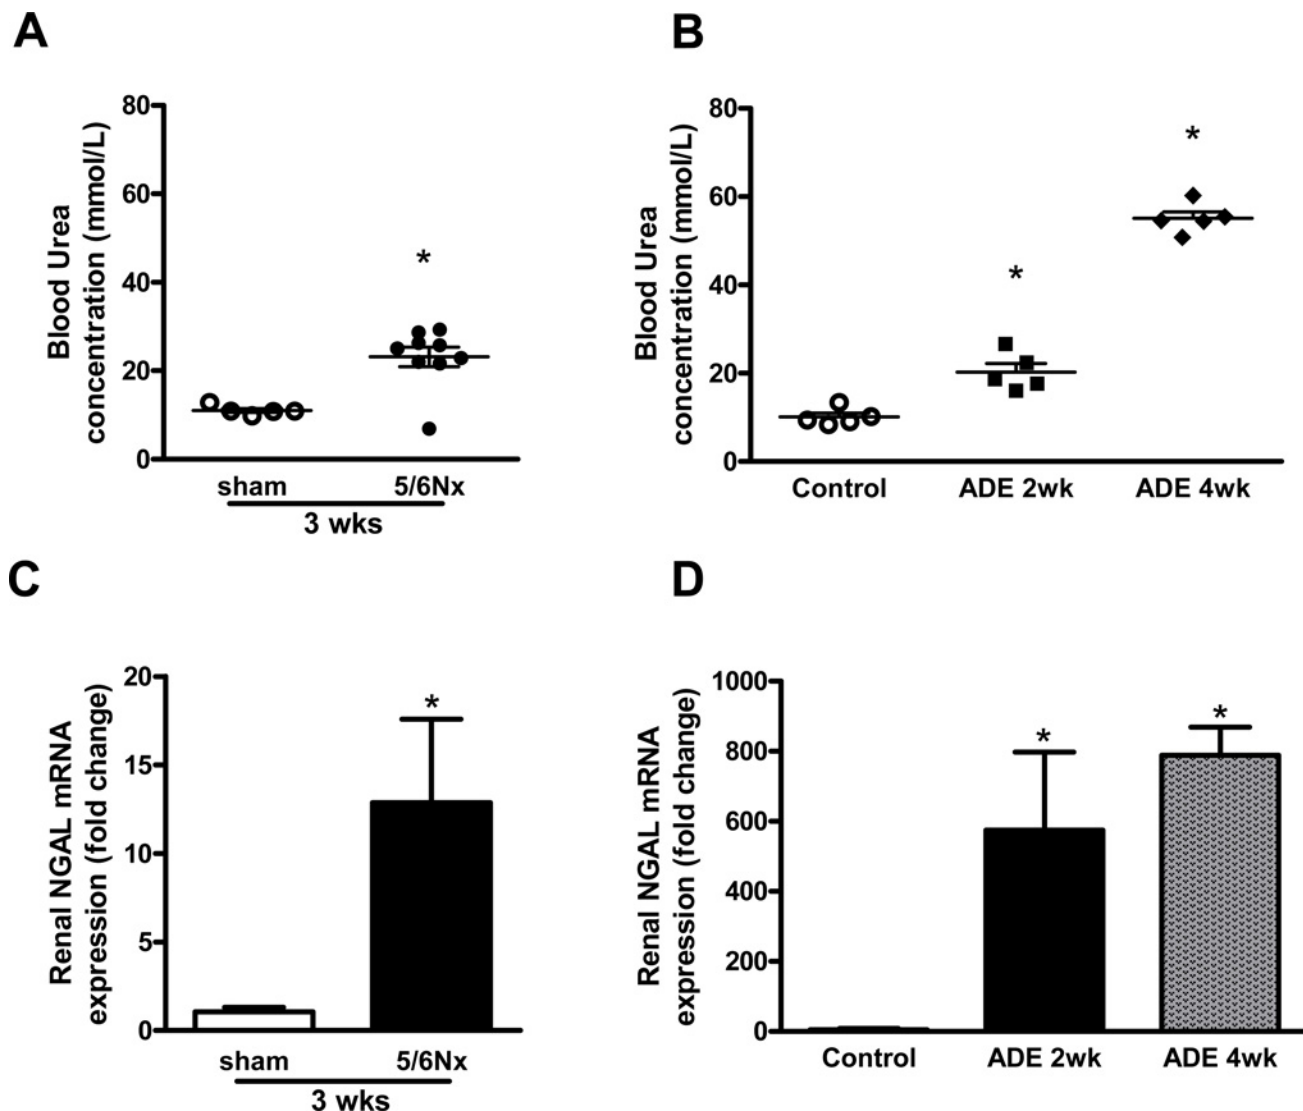 A
Blood Urea
concentration (mmol/L)
80
60
40
20
0
*
sham
5/6Nx
3 wks
B
Blood Urea
concentration (mmol/L)
80
60
40
20
0
*
*
Control
ADE 2wk
ADE 4wk
C
Renal NGAL mRNA
expression (fold change)
20
15
10
5
0
*
sham
5/6Nx
3 wks
D
Renal NGAL mRNA
expression (fold change)
1000
800
600
400
200
0
*
*
Control
ADE 2wk
ADE 4wk